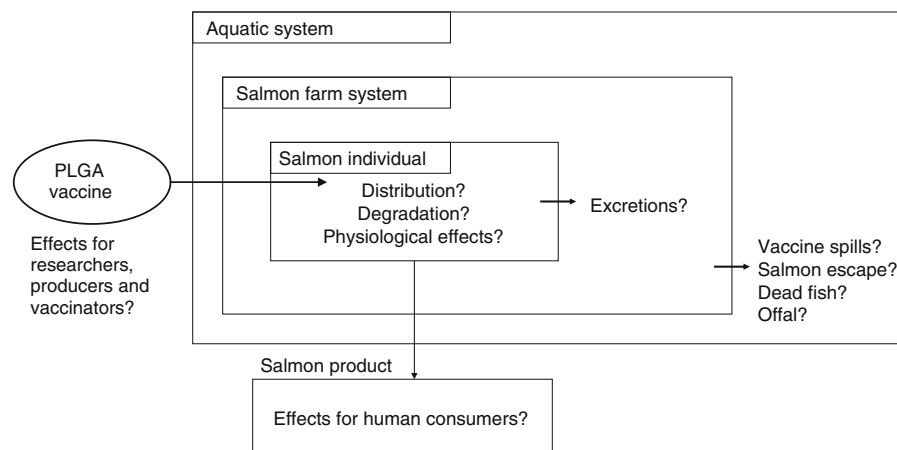 Aquatic system
Salmon farm system
Salmon individual
PLGA
vaccine
Distribution?
Degradation?
Physiological effects?
Excretions?
Effects for
researchers,
producers and
vaccinators?
Vaccine spills?
Salmon escape?
Dead fish?
Offal?
Salmon product
Effects for human consumers?